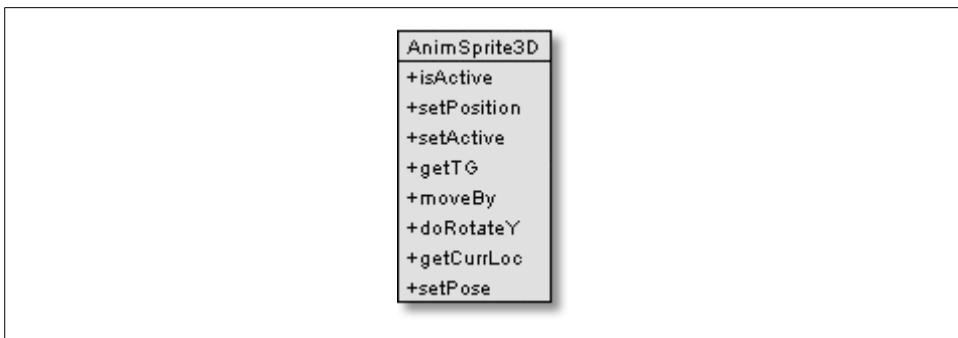 AnimSprite3D
+isActive
+setPosition
+setActive
+getTG
+moveBy
+doRotateY
+getCurrLoc
+setPose